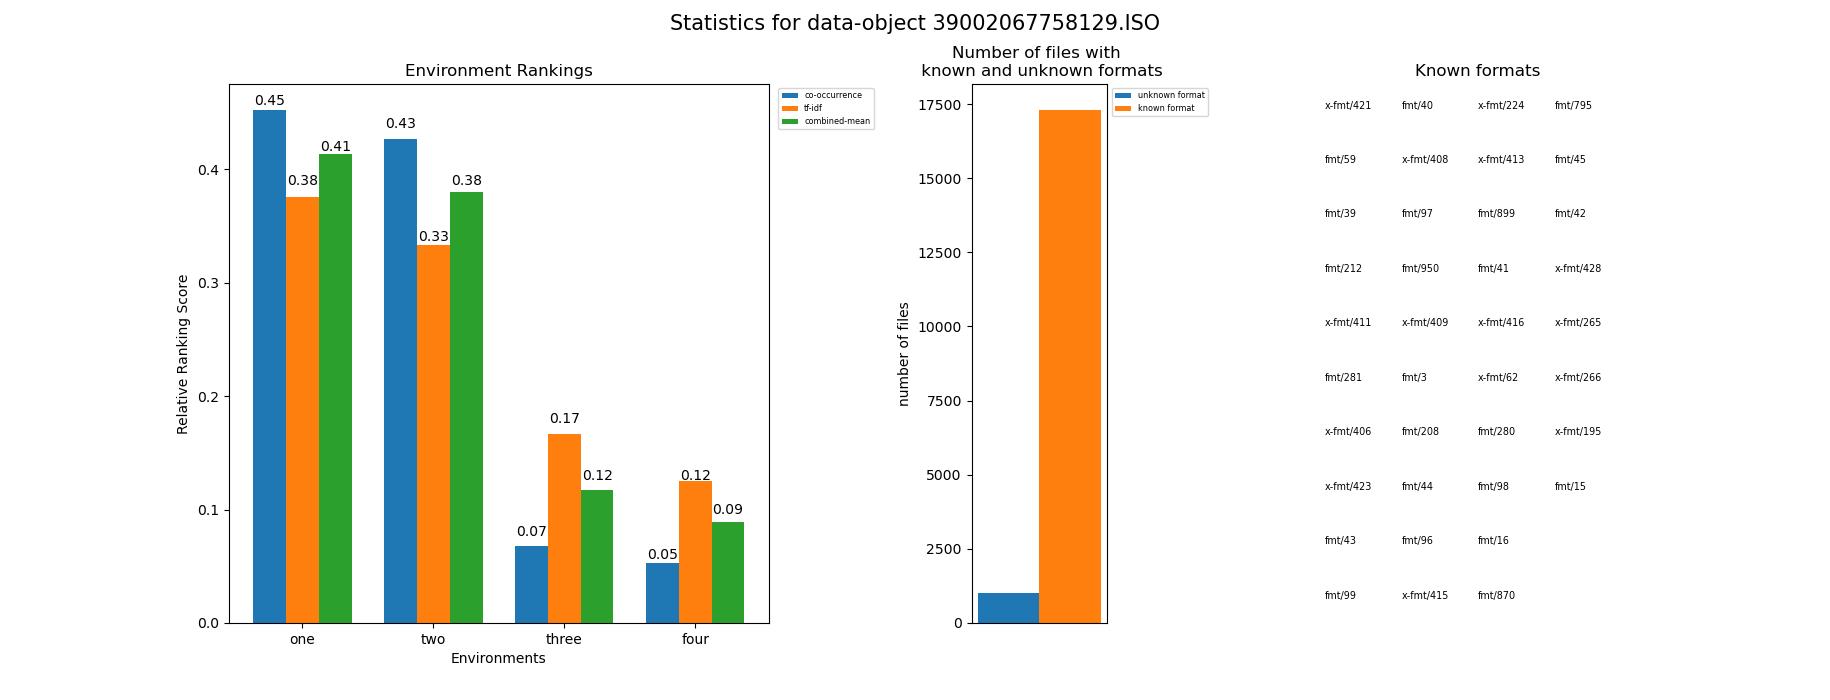 Statistics for data-object 39002067758129.ISO
Environment Rankings
0.45
0.38
0.41
0.43
0.33
0.38
0.07
0.17
0.12
0.05
0.12
0.09
0.4
0.3
0.2
0.1
0.0
Relative Ranking Score
one two three four
Environments
co-occurrence
tf-idf
combined-mean
Number of files with
known and unknown formats
17500
15000
12500
10000
7500
5000
2500
0
number of files
unknown format
known format
Known formats
x-fmt/421 fmt/40 x-fmt/224 fmt/795
fmt/59 x-fmt/408 x-fmt/413 fmt/45
fmt/39 fmt/97 fmt/899 fmt/42
fmt/212 fmt/950 fmt/41 x-fmt/428
x-fmt/411 x-fmt/409 x-fmt/416 x-fmt/265
fmt/281 fmt/3 x-fmt/62 x-fmt/266
x-fmt/406 fmt/208 fmt/280 x-fmt/195
x-fmt/423 fmt/44 fmt/98 fmt/15
fmt/43 fmt/96 fmt/16
fmt/99 x-fmt/415 fmt/870